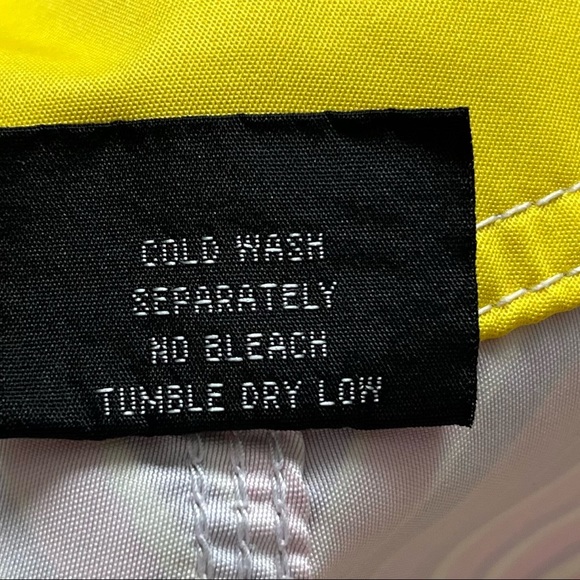 COLD WASH
SEPARATELY
NO BLEACH
TUMBLE DRY LOW